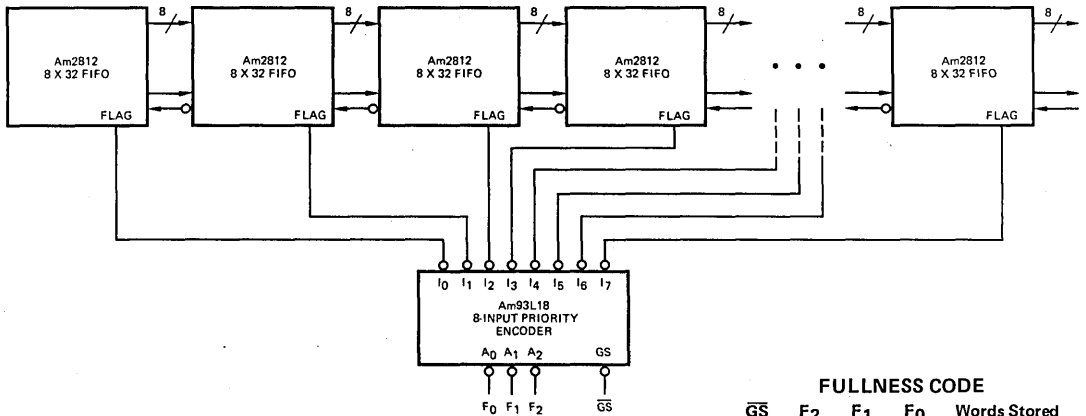 8 8 8 8 8 8
Am2812
8 X 32 FIFO
FLAG
Am2812
8 X 32 FIFO
FLAG
Am2812
8 X 32 FIFO
FLAG
Am2812
8 X 32 FIFO
FLAG
• • •
Am2812
8 X 32 FIFO
FLAG
I0 I1 I2 I3 I4 I5 I6 I7
Am93L18
8-INPUT PRIORITY
ENCODER
A0 A1 A2 GS
F0 F1 F2 G̅S̅
FULLNESS CODE
G̅S̅ F2 F1 F0 Words Stored